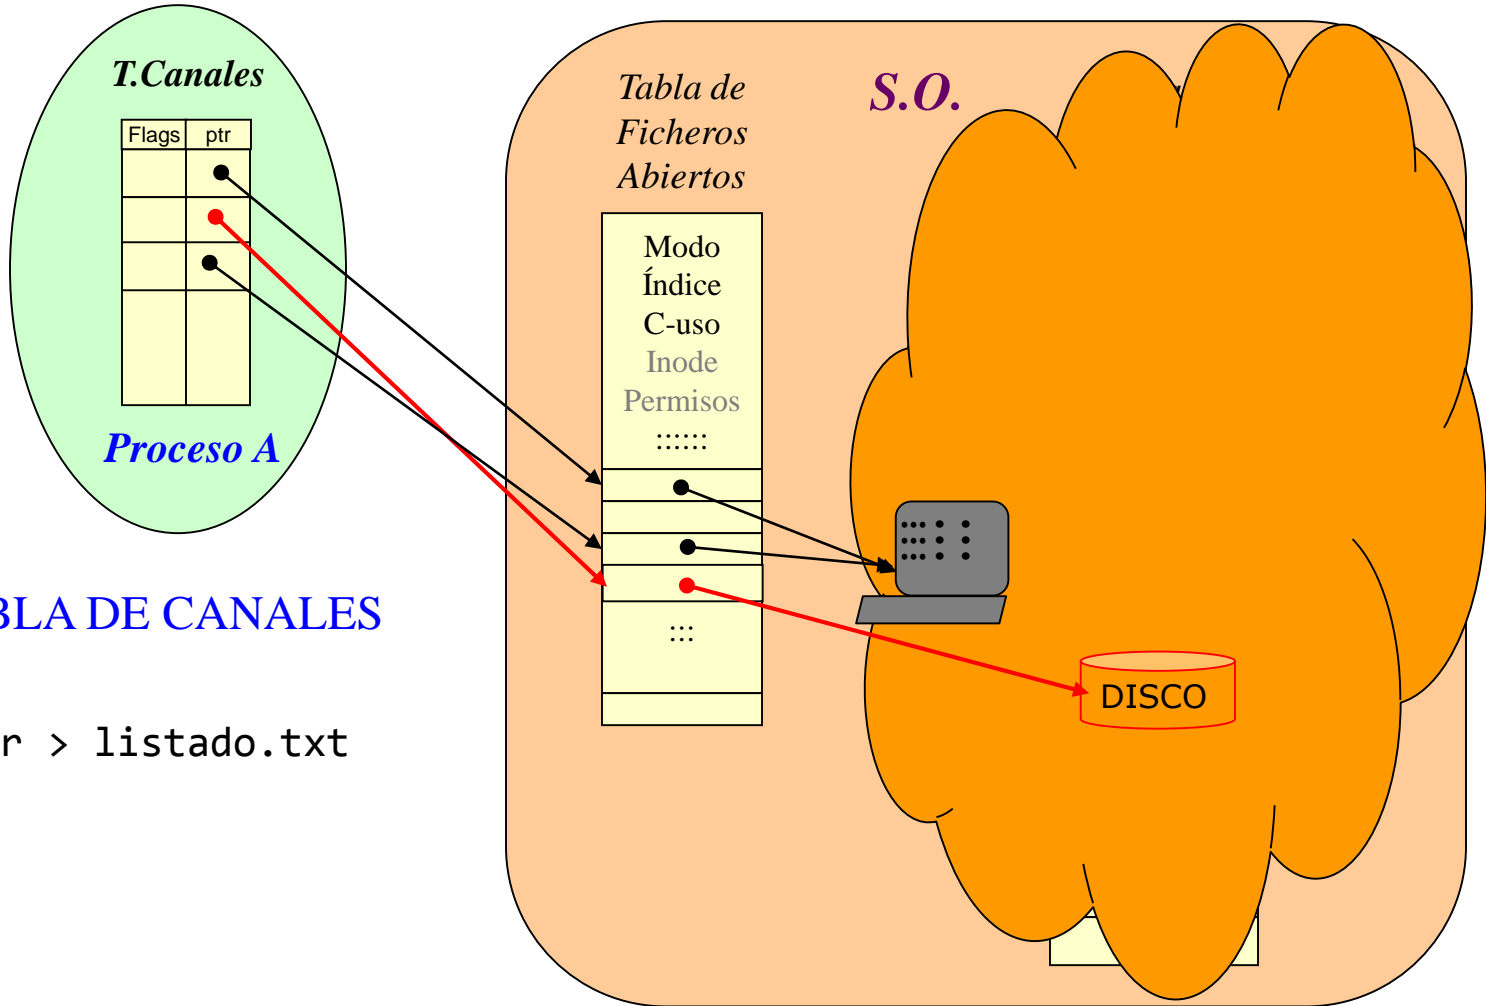 T.Canales
Flags ptr
Proceso A
BLA DE CANALES
r > listado.txt
Tabla de
Ficheros
Abiertos
S.O.
Modo
Índice
C-uso
Inode
Permisos
::::::
:::
DISCO